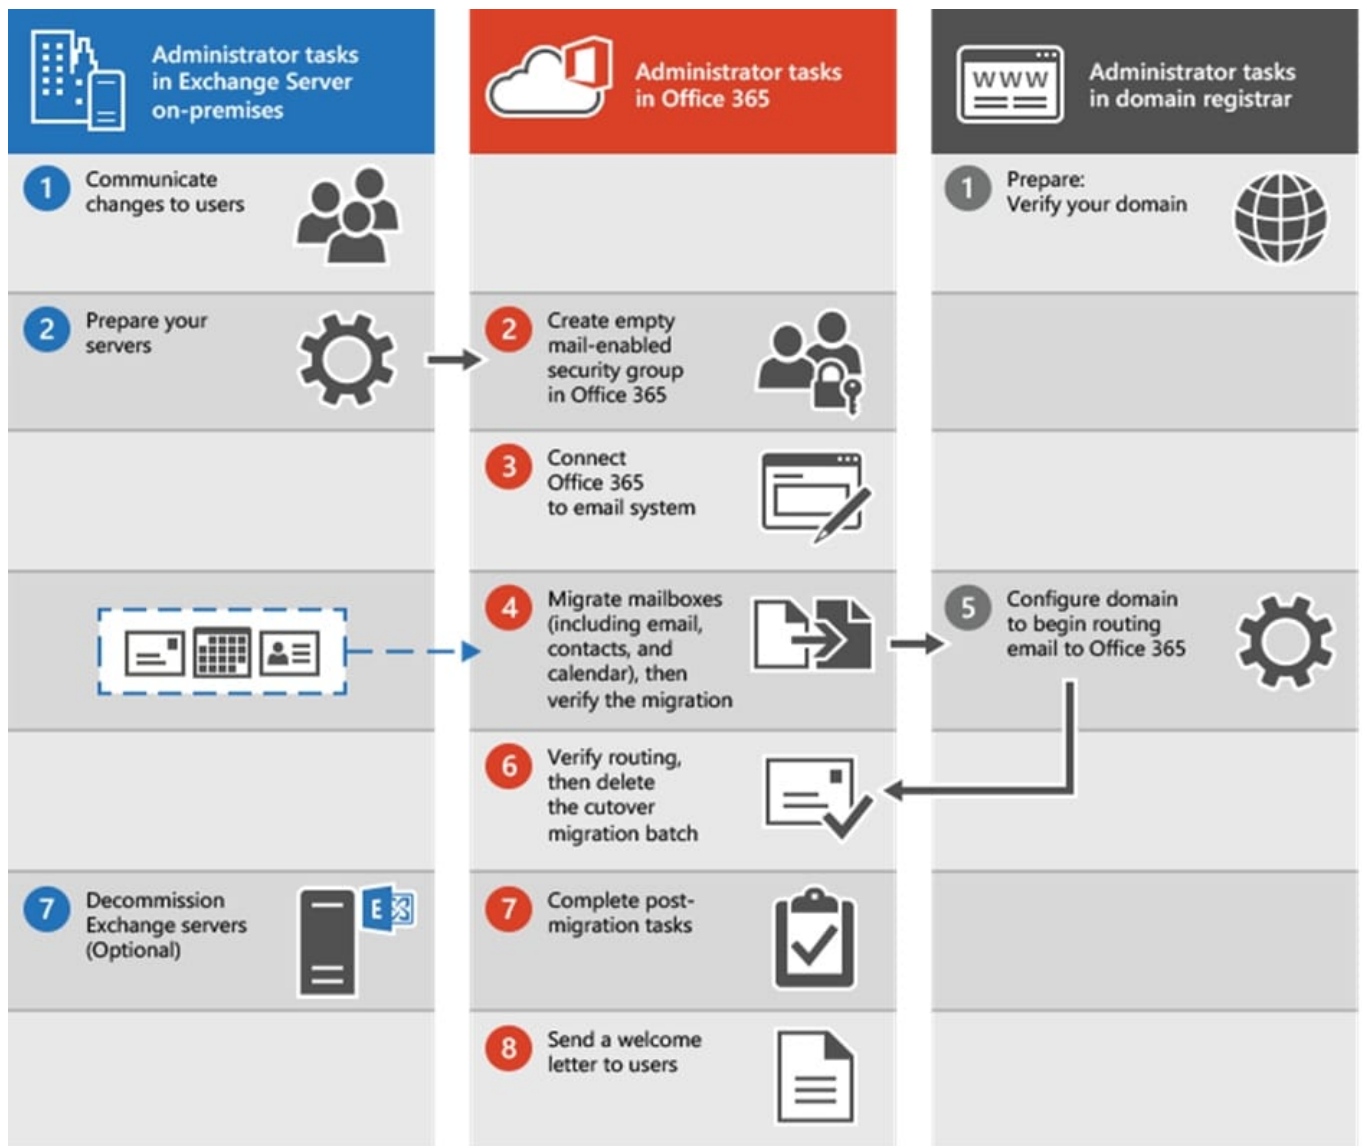 Administrator tasks
in Exchange Server
on-premises
Administrator tasks
in Office 365
WWW
Administrator tasks
in domain registrar
1
Communicate
changes to users
1
Prepare:
Verify your domain
2
Prepare your
servers
2
Create empty
mail-enabled
security group
in Office 365
3
Connect
Office 365
to email system
4
Migrate mailboxes
(including email,
contacts, and
calendar), then
verify the migration
5
Configure domain
to begin routing
email to Office 365
6
Verify routing,
then delete
the cutover
migration batch
7
Decommission
Exchange servers
(Optional)
E
7
Complete post-
migration tasks
8
Send a welcome
letter to users